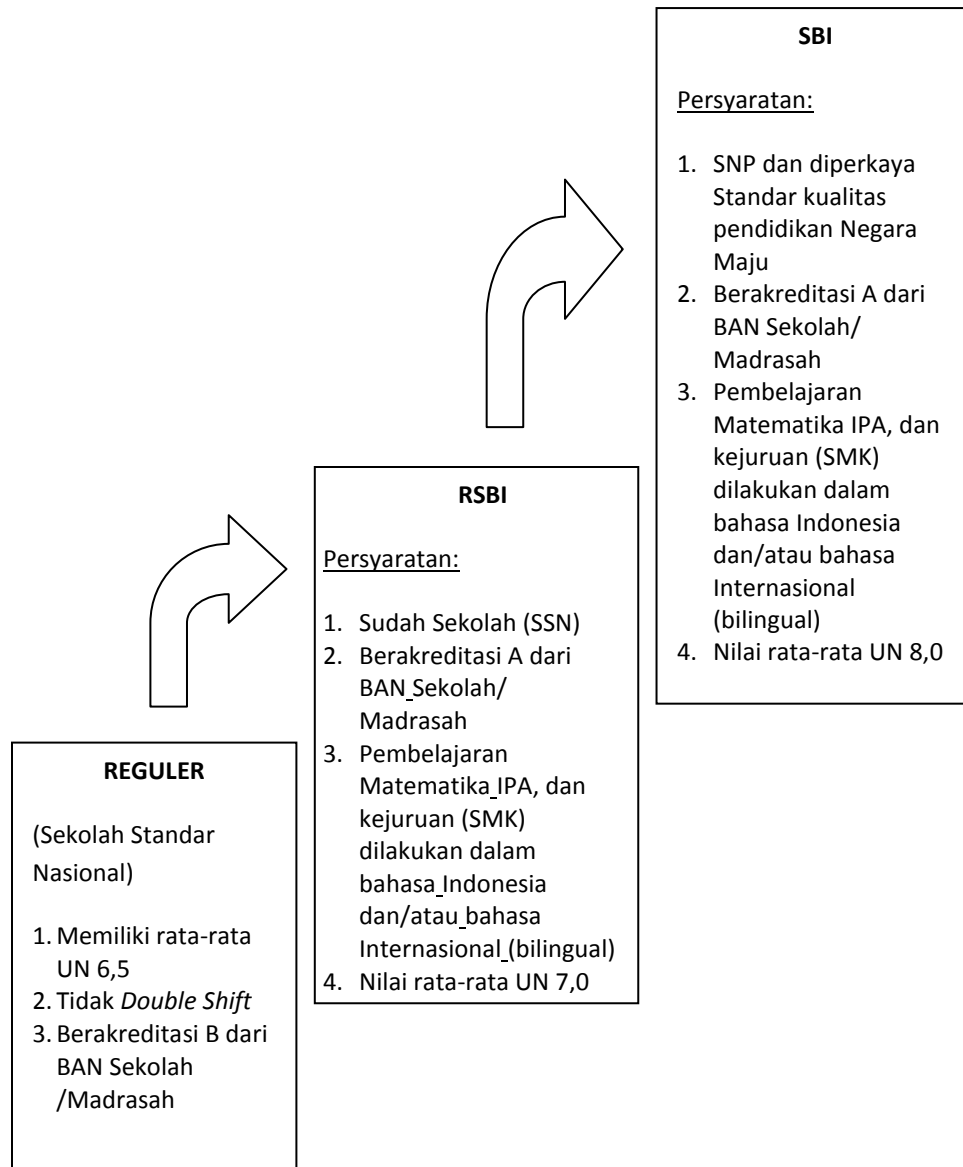 SBI
Persyaratan:
1. SNP dan diperkaya
Standar kualitas
pendidikan Negara
Maju
2. Berakreditasi A dari
BAN Sekolah/
Madrasah
3. Pembelajaran
Matematika IPA, dan
kejuruan (SMK)
dilakukan dalam
bahasa Indonesia
dan/atau bahasa
Internasional
(bilingual)
4. Nilai rata-rata UN 8,0
RSBI
Persyaratan:
1. Sudah Sekolah (SSN)
2. Berakreditasi A dari
BAN Sekolah/
Madrasah
3. Pembelajaran
Matematika IPA, dan
kejuruan (SMK)
dilakukan dalam
bahasa Indonesia
dan/atau bahasa
Internasional (bilingual)
4. Nilai rata-rata UN 7,0
REGULER
(Sekolah Standar
Nasional)
1. Memiliki rata-rata
UN 6,5
2. Tidak Double Shift
3. Berakreditasi B dari
BAN Sekolah
/Madrasah